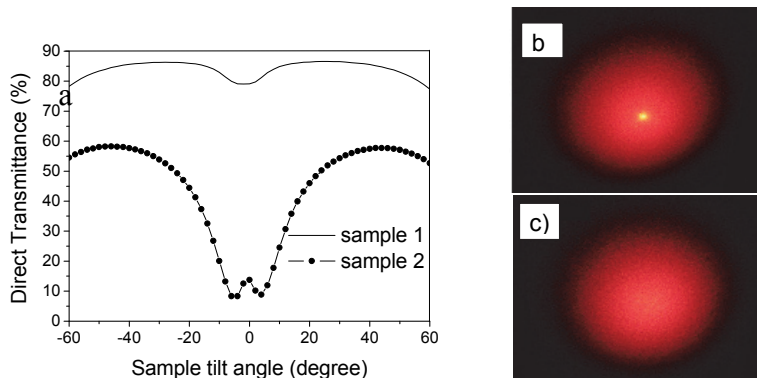 90
80
a
70
60
50
40
30
20
10
0
-60
-40
-20
0
20
40
60
Direct Transmittance (%)
Sample tilt angle (degree)
sample 1
sample 2
b
c)